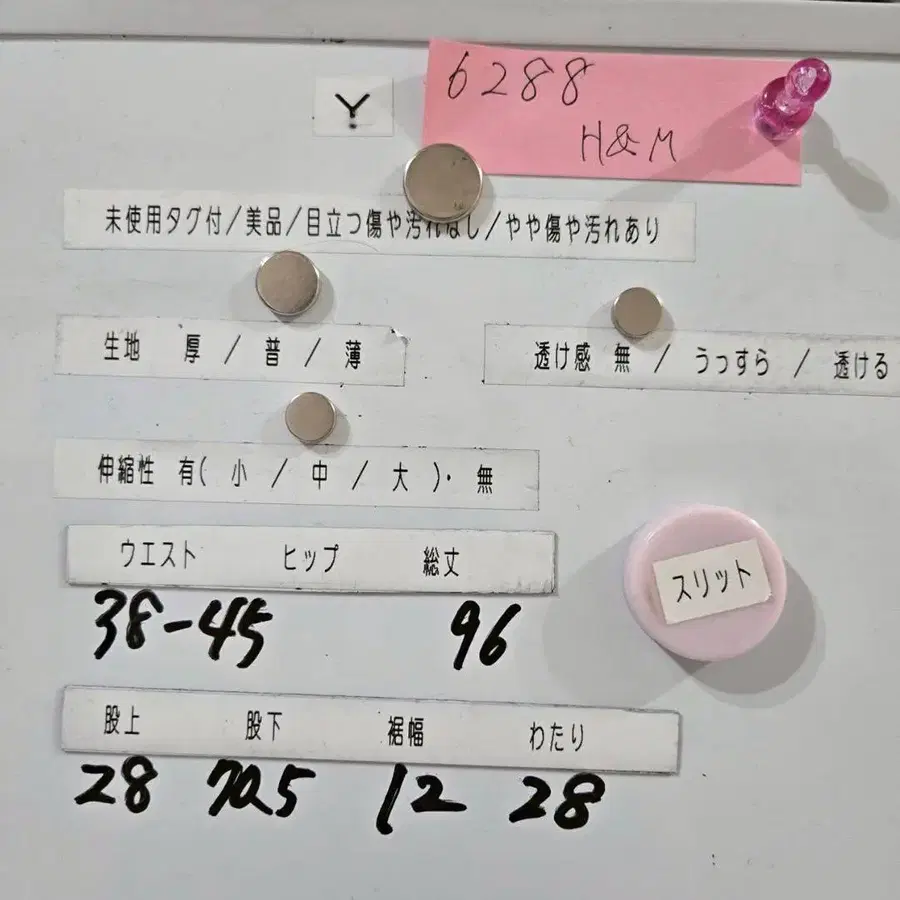 Y
6288
H&M
未使用タグ付/美品/目立つ傷や汚れなし/やや傷や汚れあり
生地 厚 / 普 / 薄
透け感 無 / うっすら / 透ける
伸縮性 有( 小 / 中 / 大 )・ 無
ウエスト ヒップ 総丈
38-45 96
スリット
股上 股下 裾幅 わたり
28 70.5 12 28